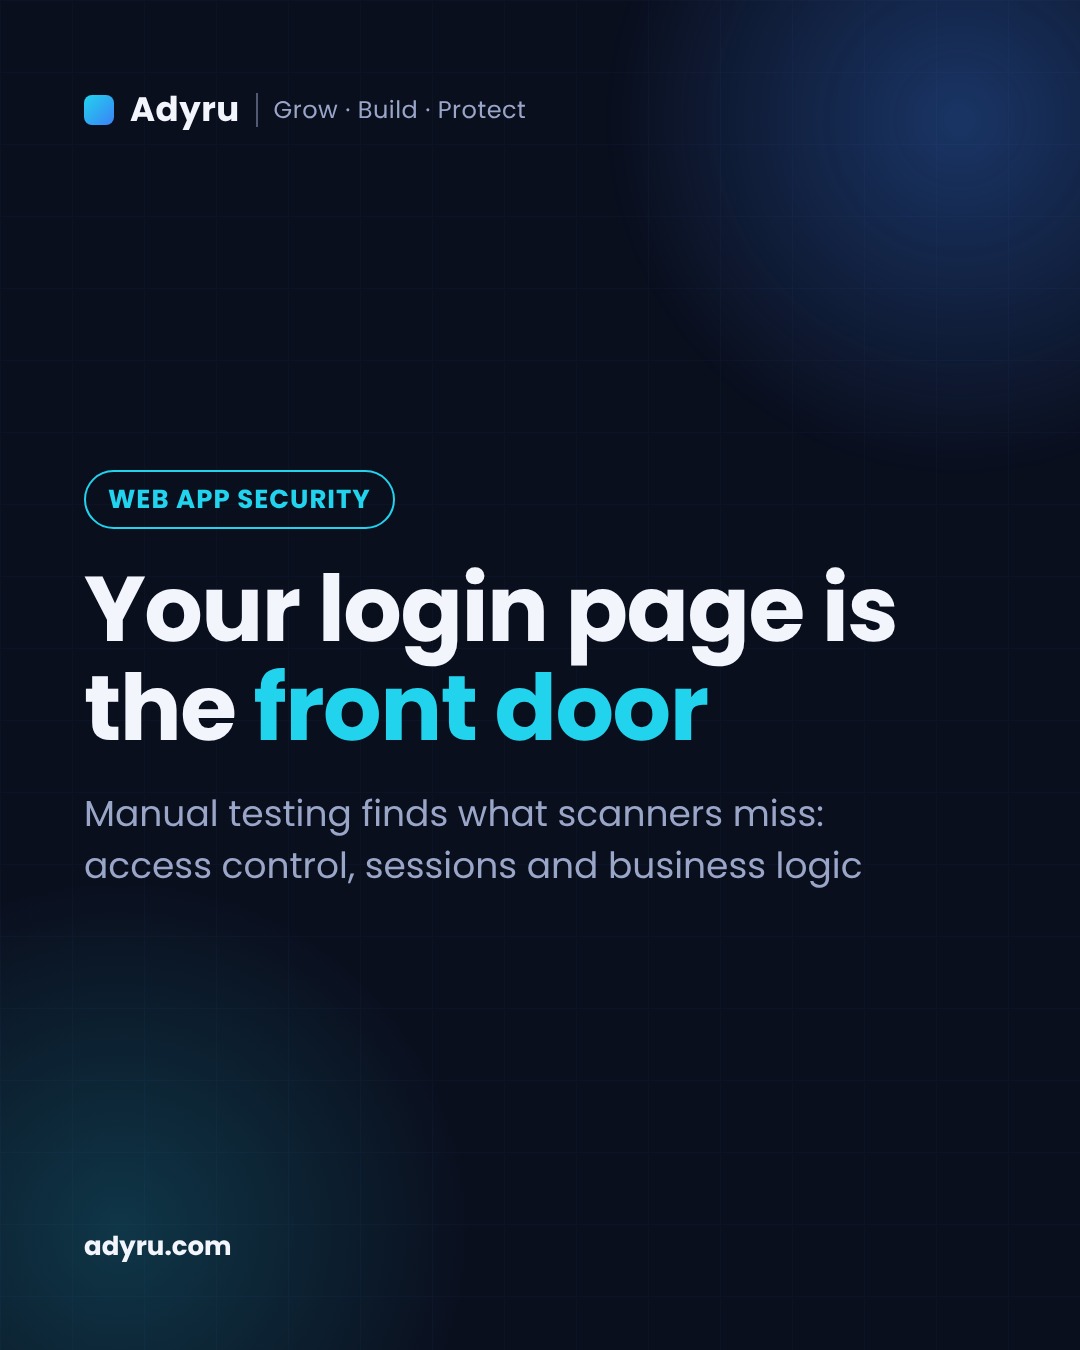 Adyru | Grow · Build · Protect
WEB APP SECURITY
Your login page is
the front door
Manual testing finds what scanners miss:
access control, sessions and business logic
adyru.com